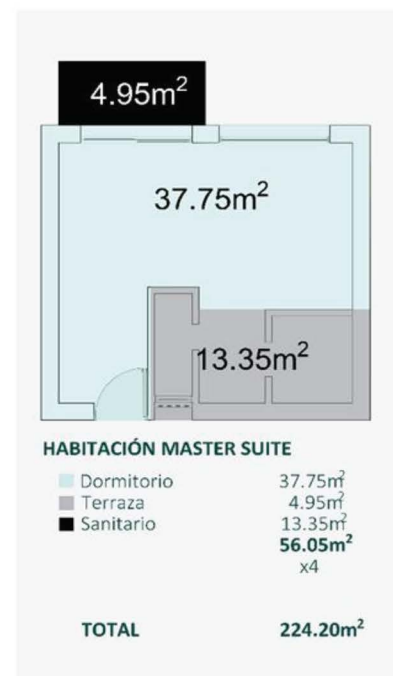 4.95m²
37.75m²
13.35m²
HABITACIÓN MASTER SUITE
Dormitorio 37.75m²
Terraza 4.95m²
Sanitario 13.35m²
56.05m²
x4
TOTAL 224.20m²